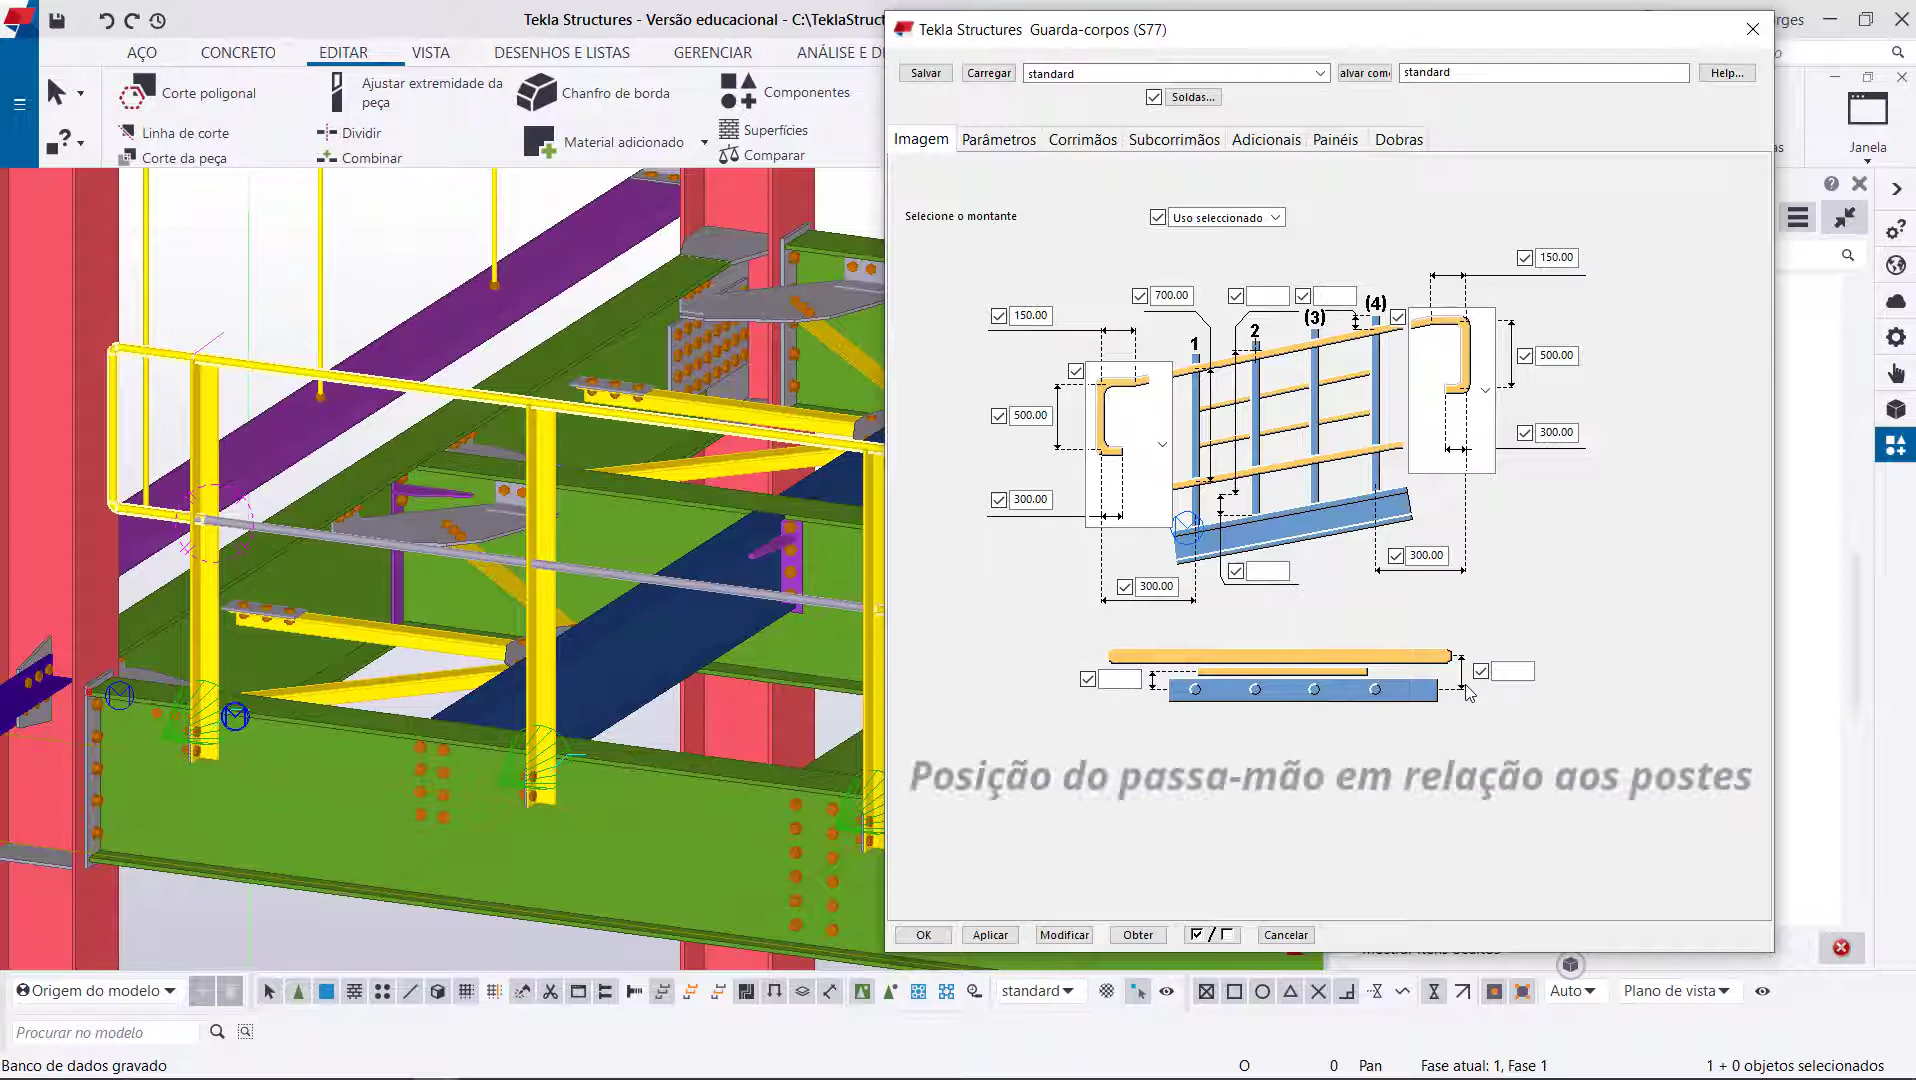 Tekla Structures - Versão educacional - C:\TeklaStruct
AÇO
CONCRETO
EDITAR
VISTA
DESENHOS E LISTAS
GERENCIAR
Corte poligonal
Ajustar extremidade da peça
Chanfro de borda
Componentes
Linha de corte
Dividir
Material adicionado
Superfícies
Corte da peça
Combinar
Comparar
Janela
Tekla Structures Guarda-corpos (S77)
Salvar
Carregar
standard
alvar com
standard
Help...
Soldas...
Imagem
Parâmetros
Corrimãos
Subcorrimãos
Adicionais
Painéis
Dobras
Selecione o montante
Uso seleccionado
150.00
700.00
150.00
(4)
(3)
2
1
500.00
500.00
300.00
300.00
300.00
300.00
Posição do passa-mão em relação aos postes
OK
Aplicar
Modificar
Obter
/
Cancelar
Origem do modelo
standard
Auto
Plano de vista
Procurar no modelo
Banco de dados gravado
O
0
Pan
Fase atual: 1, Fase 1
1 + 0 objetos selecionados